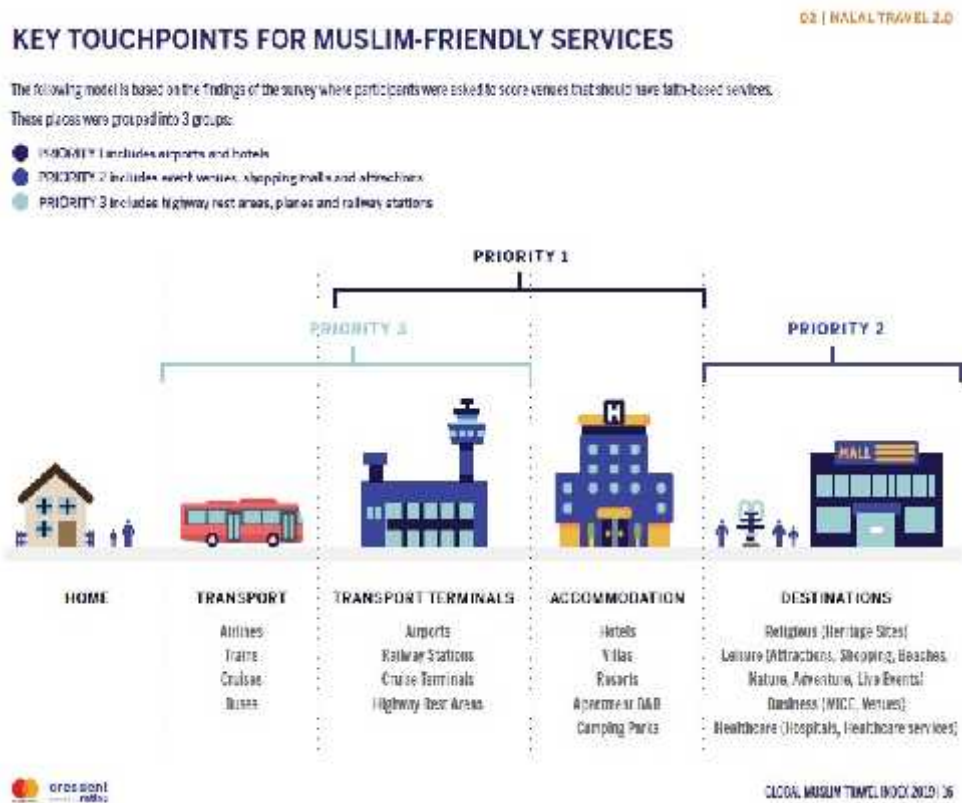 02 | HALAL TRAVEL 2.0
KEY TOUCHPOINTS FOR MUSLIM-FRIENDLY SERVICES
The following model is based on the findings of the survey where participants were asked to score venues that should have faith-based services.
These places were grouped into 3 groups:
PRIORITY 1 includes airports and hotels
PRIORITY 2 includes event venues, shopping malls and attractions
PRIORITY 3 includes highway rest areas, planes and railway stations
PRIORITY 1
PRIORITY 3
PRIORITY 2
H
MALL
HOME
TRANSPORT
Airlines
Trains
Cruises
Buses
TRANSPORT TERMINALS
Airports
Railway Stations
Cruise Terminals
Highway Rest Areas
ACCOMMODATION
Hotels
Villas
Resorts
Apartment B&B
Camping Parks
DESTINATIONS
Religious (Heritage Sites)
Leisure (Attractions, Shopping, Beaches,
Nature, Adventure, Live Events)
Business (MICE, Venues)
Healthcare (Hospitals, Healthcare services)
crescent
rating
GLOBAL MUSLIM TRAVEL INDEX 2019 | 16